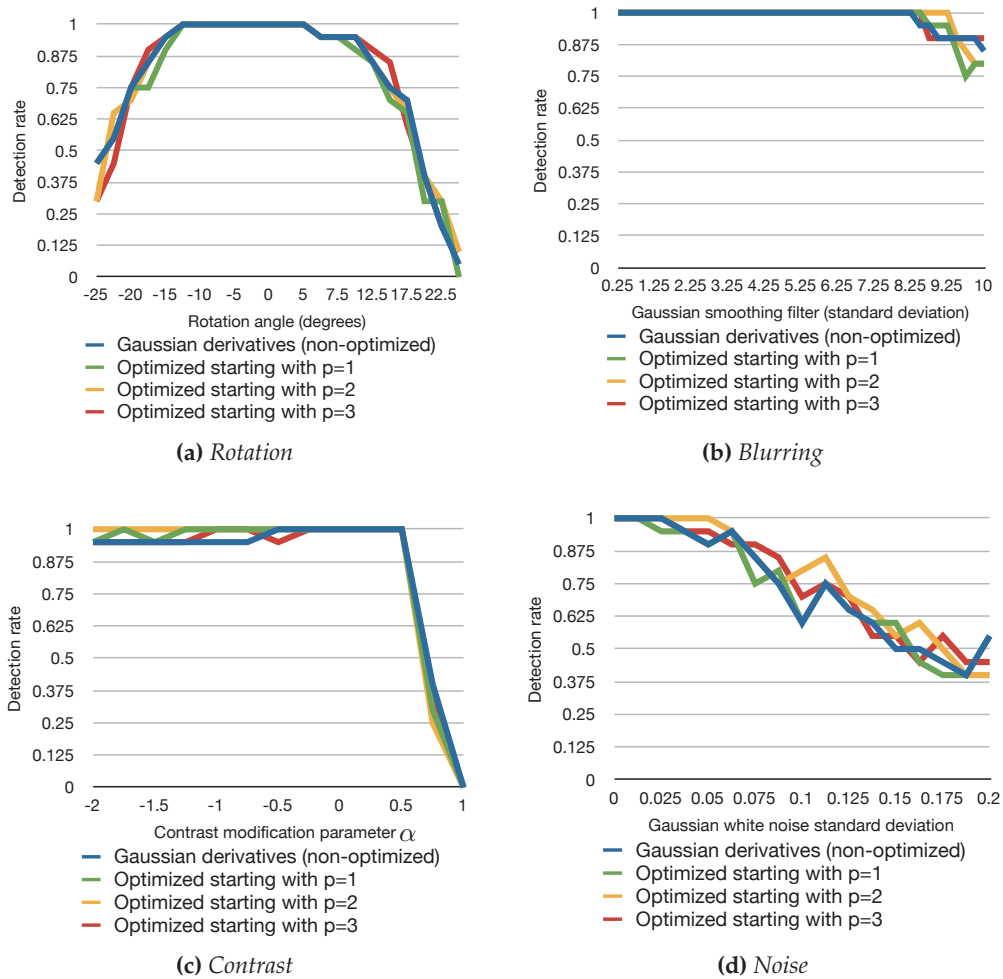 1
0.875
0.75
0.625
0.5
0.375
0.25
0.125
0
Detection rate
-25 -20 -15 -10 -5 0 5 7.5 12.5 17.5 22.5
Rotation angle (degrees)
Gaussian derivatives (non-optimized)
Optimized starting with p=1
Optimized starting with p=2
Optimized starting with p=3
(a) Rotation
1
0.875
0.75
0.625
0.5
0.375
0.25
0.125
0
Detection rate
0.25 1.25 2.25 3.25 4.25 5.25 6.25 7.25 8.25 9.25 10
Gaussian smoothing filter (standard deviation)
Gaussian derivatives (non-optimized)
Optimized starting with p=1
Optimized starting with p=2
Optimized starting with p=3
(b) Blurring
1
0.875
0.75
0.625
0.5
0.375
0.25
0.125
0
Detection rate
-2 -1.5 -1 -0.5 0 0.5 1
Contrast modification parameter α
Gaussian derivatives (non-optimized)
Optimized starting with p=1
Optimized starting with p=2
Optimized starting with p=3
(c) Contrast
1
0.875
0.75
0.625
0.5
0.375
0.25
0.125
0
Detection rate
0 0.025 0.05 0.075 0.1 0.125 0.15 0.175 0.2
Gaussian white noise standard deviation
Gaussian derivatives (non-optimized)
Optimized starting with p=1
Optimized starting with p=2
Optimized starting with p=3
(d) Noise